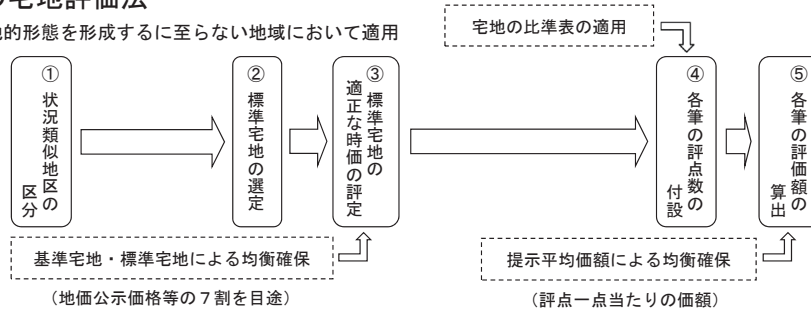 宅地評価法
地的形態を形成するに至らない地域において適用
宅地の比準表の適用
①
状況類似地区の
区分
②
標準宅地の選定
③
標準宅地の
適正な時価の評定
④
各筆の評点数の
付設
⑤
各筆の評価額の
算出
基準宅地・標準宅地による均衡確保
（地価公示価格等の７割を目途）
提示平均価額による均衡確保
（評点一点当たりの価額）